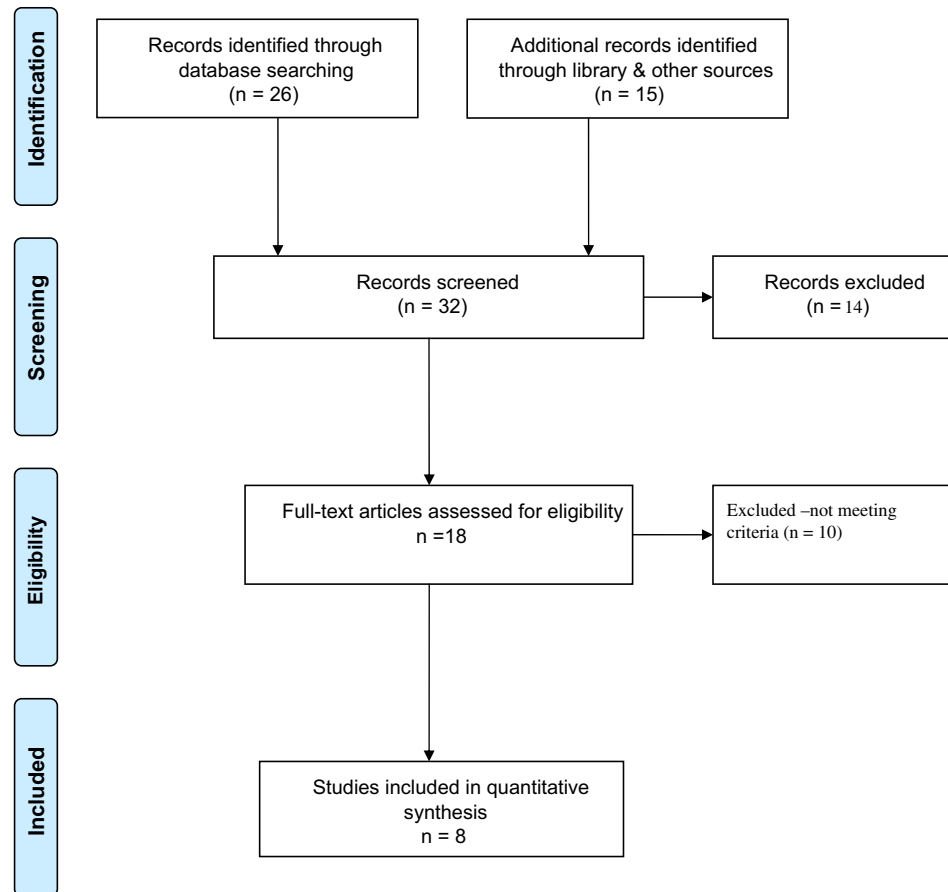 Identification
Records identified through
database searching
(n = 26)
Additional records identified
through library & other sources
(n = 15)
Screening
Records screened
(n = 32)
Records excluded
(n = 14)
Eligibility
Full-text articles assessed for eligibility
n =18
Excluded –not meeting
criteria (n = 10)
Included
Studies included in quantitative
synthesis
n = 8